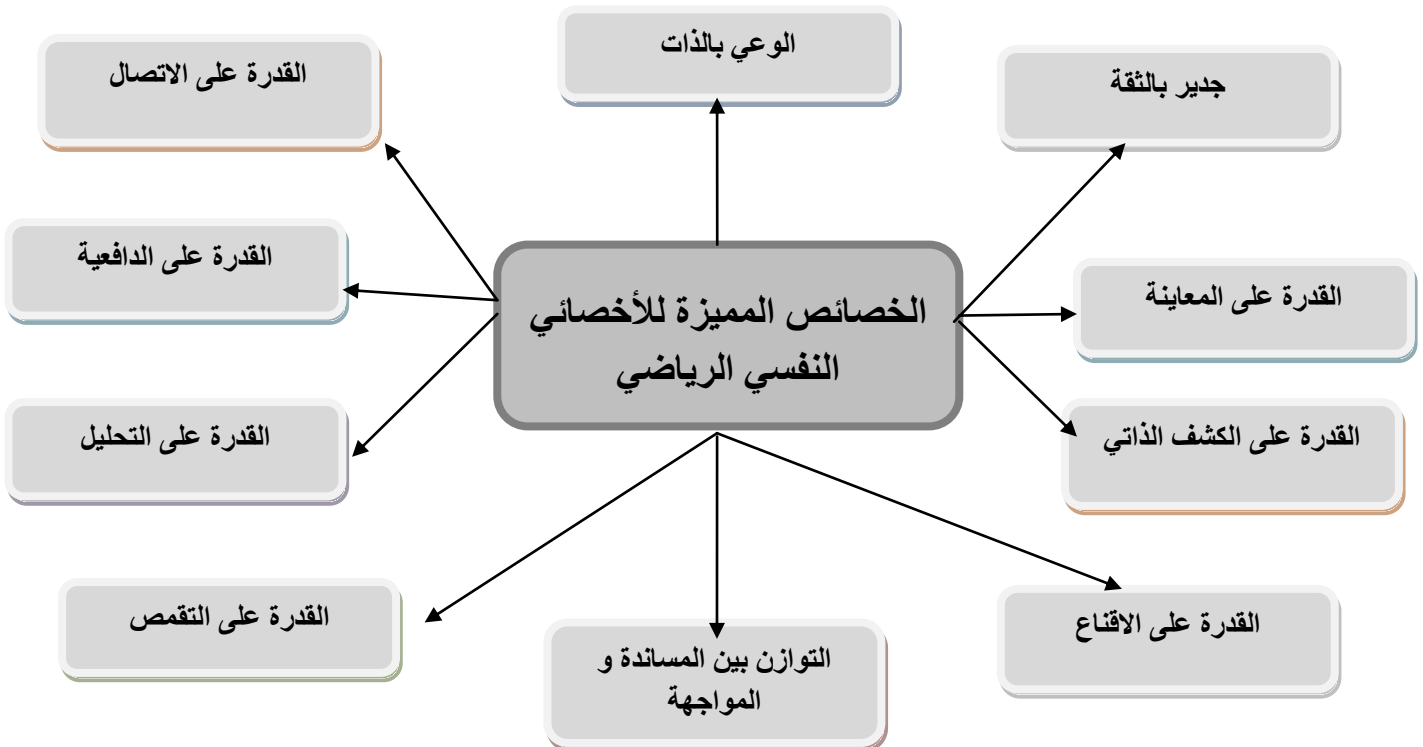 الوعي بالذات
القدرة على الاتصال
جدير بالثقة
القدرة على الدافعية
القدرة على المعاينة
الخصائص المميزة للأخصائي
النفسي الرياضي
القدرة على التحليل
القدرة على الكشف الذاتي
القدرة على التقمص
القدرة على الاقناع
التوازن بين المساندة و
المواجهة